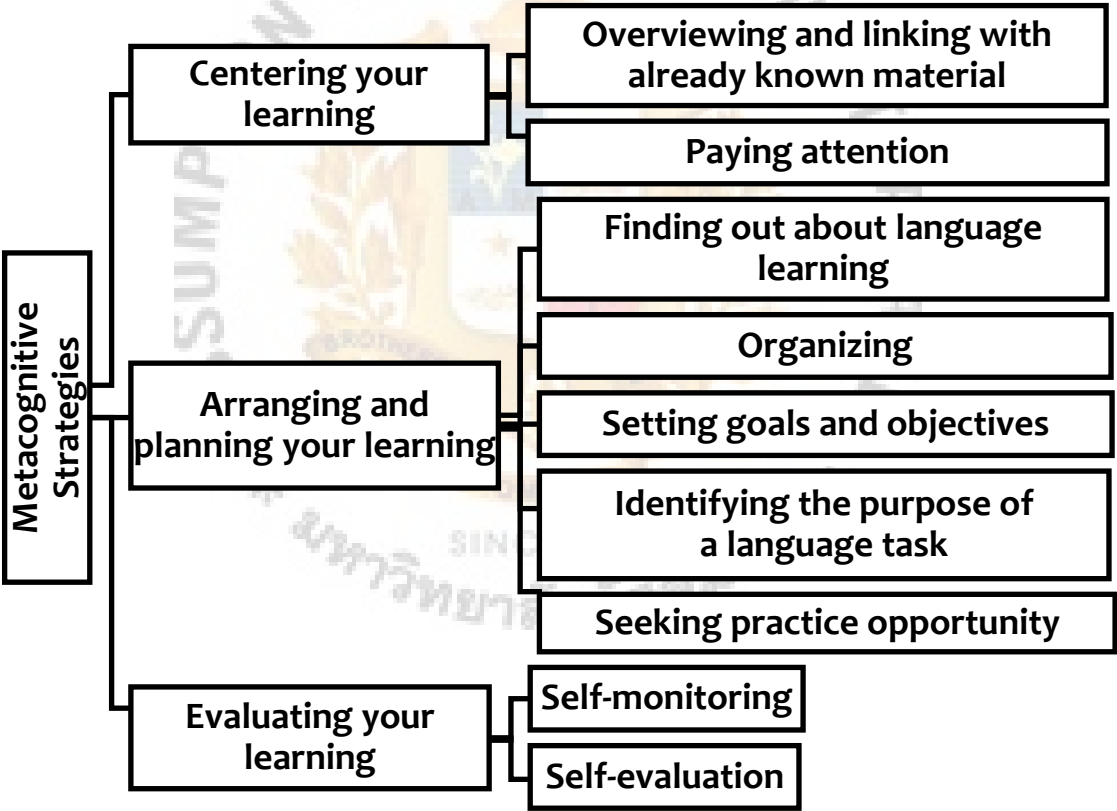 Metacognitive
Strategies
Centering your
learning
Overviewing and linking with
already known material
Paying attention
Arranging and
planning your learning
Finding out about language
learning
Organizing
Setting goals and objectives
Identifying the purpose of
a language task
Seeking practice opportunity
Evaluating your
learning
Self-monitoring
Self-evaluation